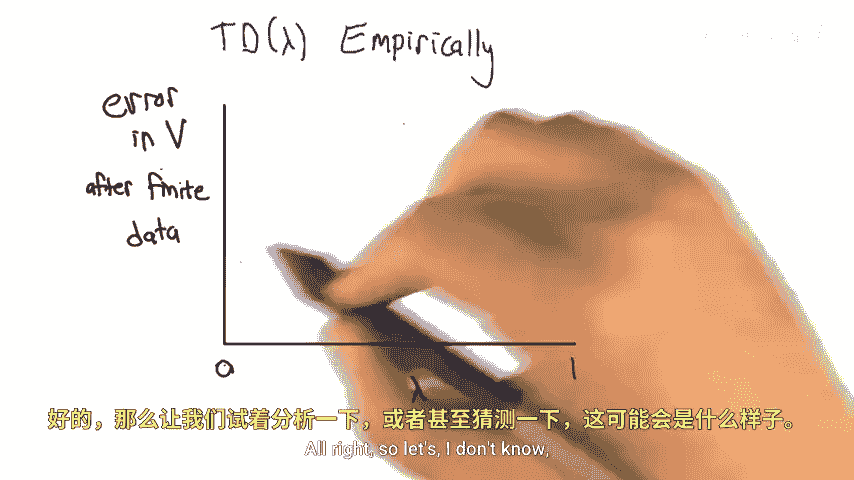 TD(λ) Empirically
error
in V
after finite
data
0
λ
1
好的，那么让我们试着分析一下，或者甚至猜测一下，这可能会是什么样子。
All right, so let's, I don't know,